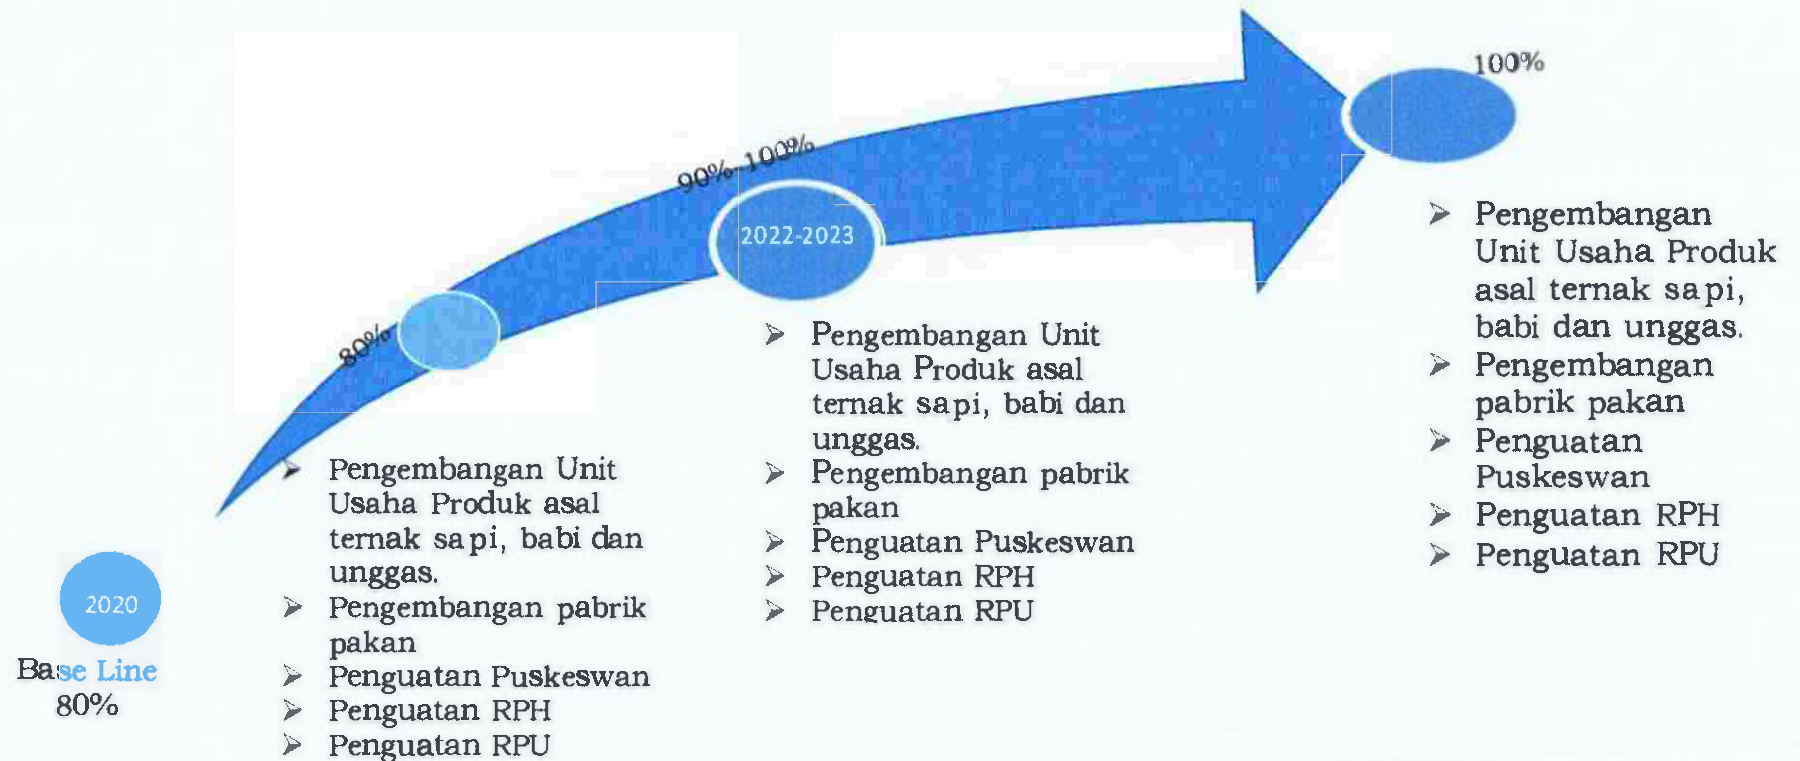 2020
Base Line
80%
80%
➢ Pengembangan Unit
Usaha Produk asal
ternak sapi, babi dan
unggas.
➢ Pengembangan pabrik
pakan
➢ Penguatan Puskeswan
➢ Penguatan RPH
➢ Penguatan RPU
90%-100%
2022-2023
➢ Pengembangan Unit
Usaha Produk asal
ternak sapi, babi dan
unggas.
➢ Pengembangan pabrik
pakan
➢ Penguatan Puskeswan
➢ Penguatan RPH
➢ Penguatan RPU
100%
➢ Pengembangan
Unit Usaha Produk
asal ternak sapi,
babi dan unggas.
➢ Pengembangan
pabrik pakan
➢ Penguatan
Puskeswan
➢ Penguatan RPH
➢ Penguatan RPU